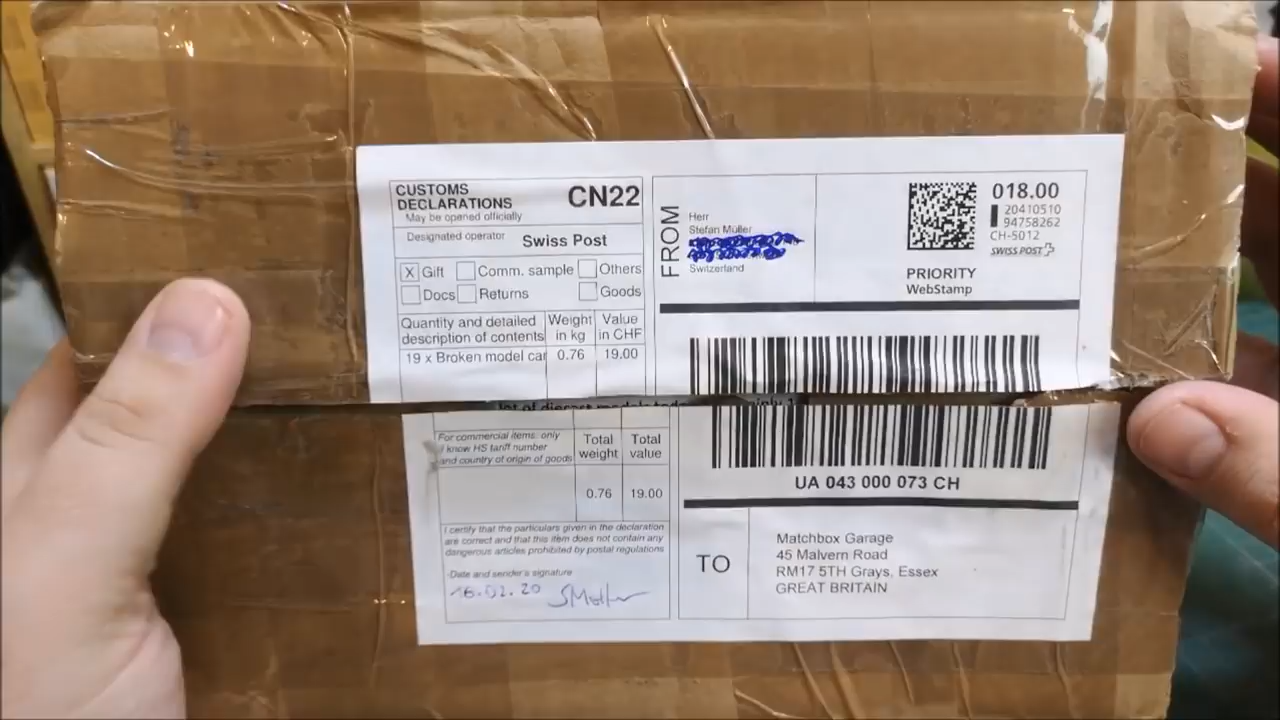 CUSTOMS
DECLARATIONS
CN22
May be opened officially
Designated operator Swiss Post
X Gift Comm. sample Others
Docs Returns Goods
Quantity and detailed
description of contents
Weight
in kg
Value
in CHF
19 x Broken model car 0.76 19.00
FROM
Herr
Stefan Müller
Switzerland
018.00
20410510
94758262
CH-5012
SWISS POST
PRIORITY
WebStamp
lot of diecast model
For commercial items only
know HS tariff number
and country of origin of goods
Total
weight
Total
value
0.76 19.00
I certify that the particulars given in the declaration
are correct and that this item does not contain any
dangerous articles prohibited by postal regulations
Date and sender's signature
16.02.20
UA 043 000 073 CH
TO
Matchbox Garage
45 Malvern Road
RM17 5TH Grays, Essex
GREAT BRITAIN